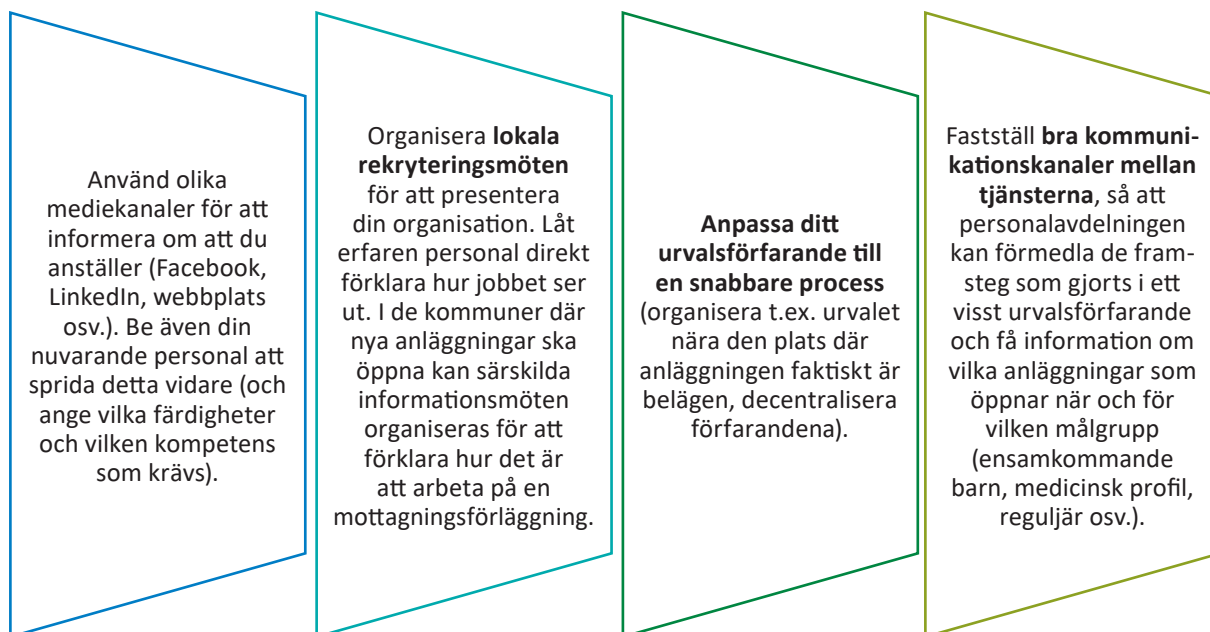 Använd olika
mediekanaler för att
informera om att du
anställer (Facebook,
LinkedIn, webbplats
osv.). Be även din
nuvarande personal att
sprida detta vidare (och
ange vilka färdigheter
och vilken kompetens
som krävs).
Organisera lokala
rekryteringsmöten
för att presentera
din organisation. Låt
erfaren personal direkt
förklara hur jobbet ser
ut. I de kommuner där
nya anläggningar ska
öppna kan särskilda
informationsmöten
organiseras för att
förklara hur det är
att arbeta på en
mottagningsförläggning.
Anpassa ditt
urvalsförfarande till
en snabbare process
(organisera t.ex. urvalet
nära den plats där
anläggningen faktiskt är
belägen, decentralisera
förfarandena).
Fastställ bra kommuni-
kationskanaler mellan
tjänsterna, så att
personalavdelningen
kan förmedla de fram-
steg som gjorts i ett
visst urvalsförfarande
och få information om
vilka anläggningar som
öppnar när och för
vilken målgrupp
(ensamkommande
barn, medicinsk profil,
reguljär osv.).